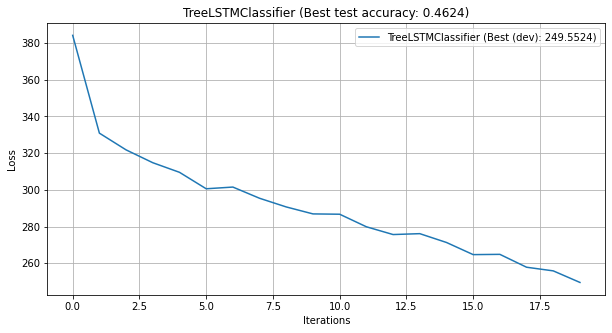 TreeLSTMClassifier (Best test accuracy: 0.4624)
TreeLSTMClassifier (Best (dev): 249.5524)
Loss
380
360
340
320
300
280
260
0.0 2.5 5.0 7.5 10.0 12.5 15.0 17.5
Iterations